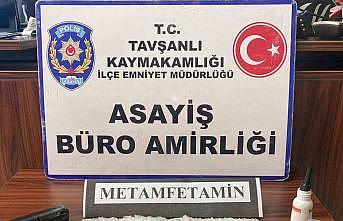 POLİS
T.C.
TAVŞANLI
KAYMAKAMLIĞI
İLÇE EMNİYET MÜDÜRLÜĞÜ
ASAYİŞ
BÜRO AMİRLİĞİ
METAMFETAMİN